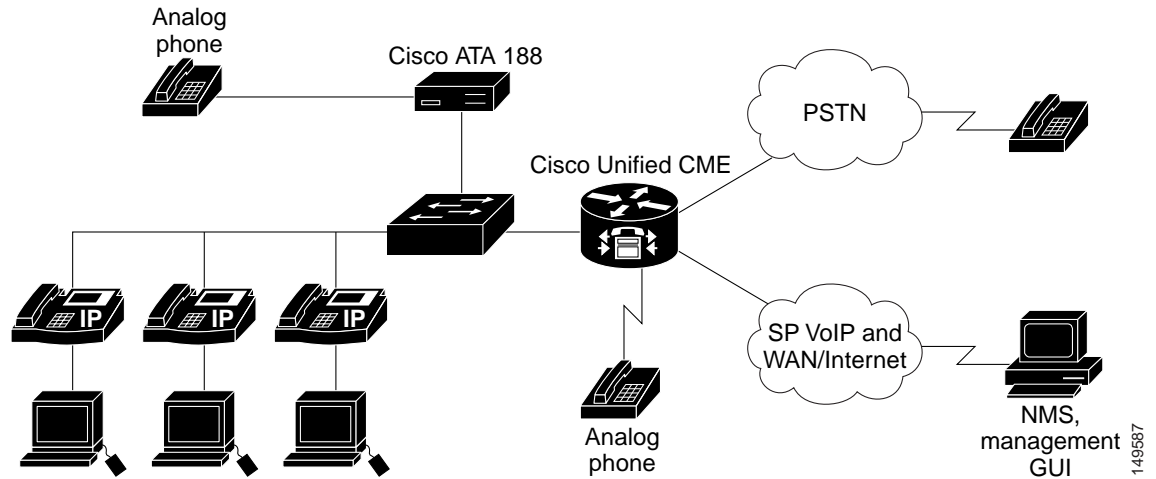 Analog
phone
Cisco ATA 188
PSTN
Cisco Unified CME
IP
IP
IP
SP VoIP and
WAN/Internet
Analog
phone
NMS,
management
GUI
149587